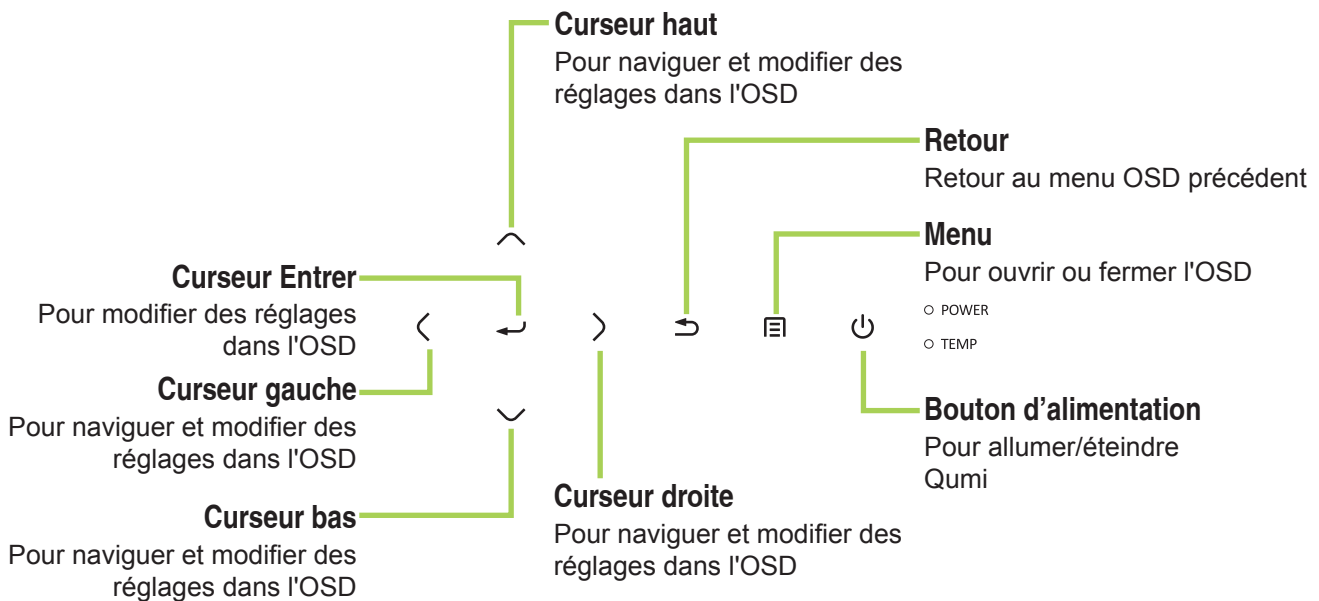 Curseur haut
Pour naviguer et modifier des
réglages dans l'OSD
Retour
Retour au menu OSD précédent
Menu
Pour ouvrir ou fermer l'OSD
POWER
TEMP
Curseur Entrer
Pour modifier des réglages
dans l'OSD
Curseur gauche
Pour naviguer et modifier des
réglages dans l'OSD
Curseur bas
Pour naviguer et modifier des
réglages dans l'OSD
Curseur droite
Pour naviguer et modifier des
réglages dans l'OSD
Bouton d’alimentation
Pour allumer/éteindre
Qumi